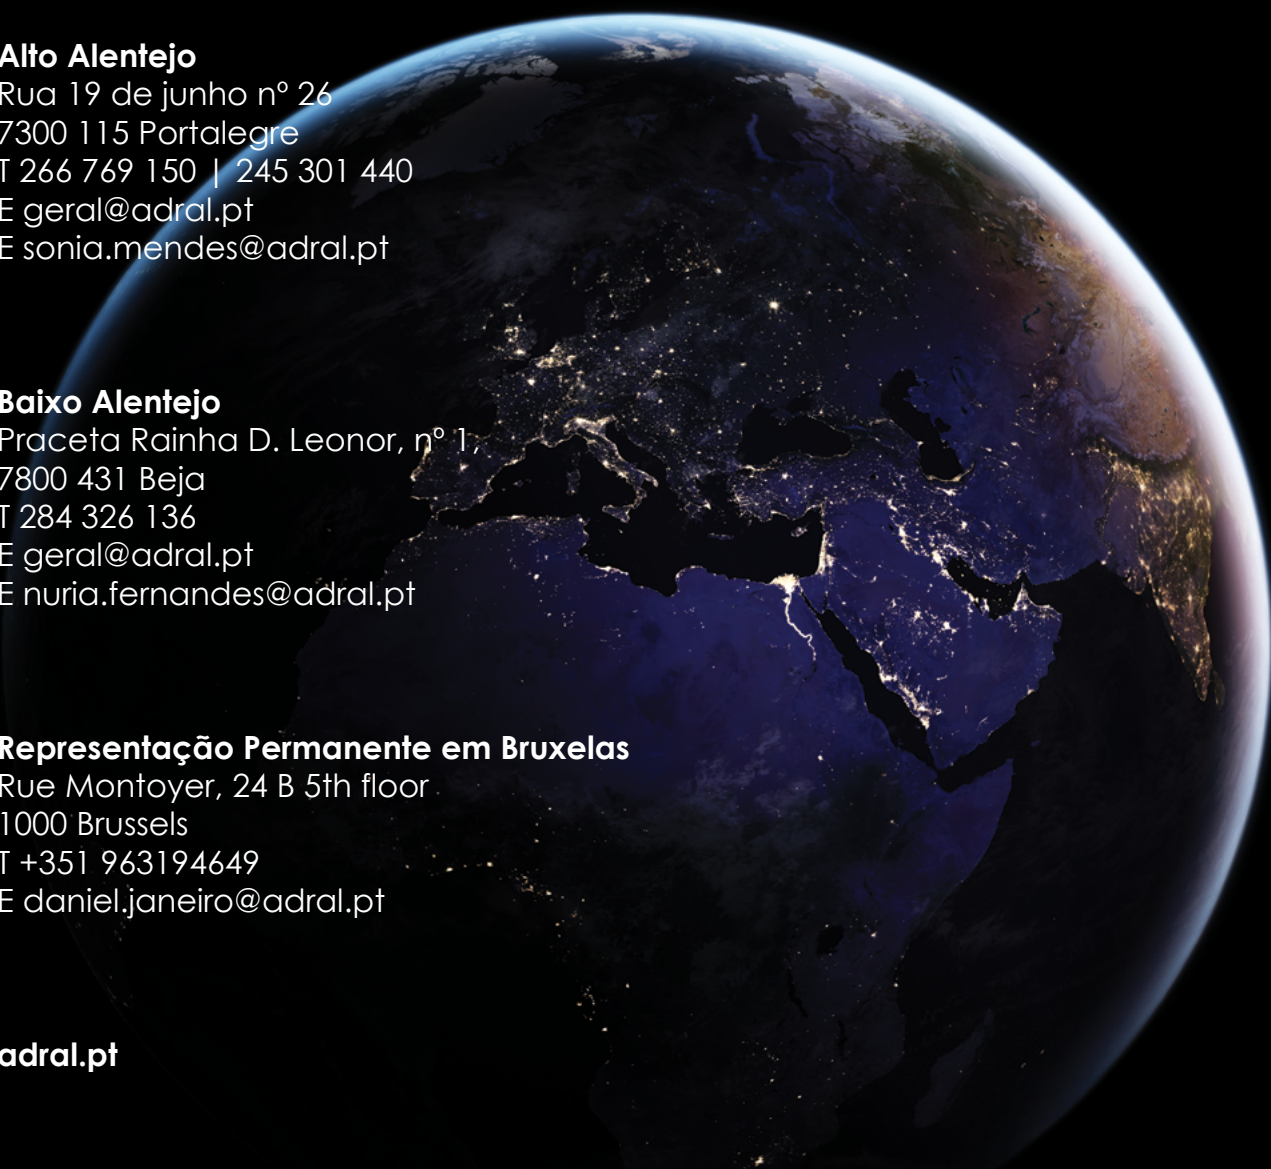 Alto Alentejo
Rua 19 de junho nº 26
7300 115 Portalegre
T 266 769 150 | 245 301 440
E geral@adral.pt
E sonia.mendes@adral.pt
Baixo Alentejo
Praceta Rainha D. Leonor, nº 1,
7800 431 Beja
T 284 326 136
E geral@adral.pt
E nuria.fernandes@adral.pt
Representação Permanente em Bruxelas
Rue Montoyer, 24 B 5th floor
1000 Brussels
T +351 963194649
E daniel.janeiro@adral.pt
adral.pt